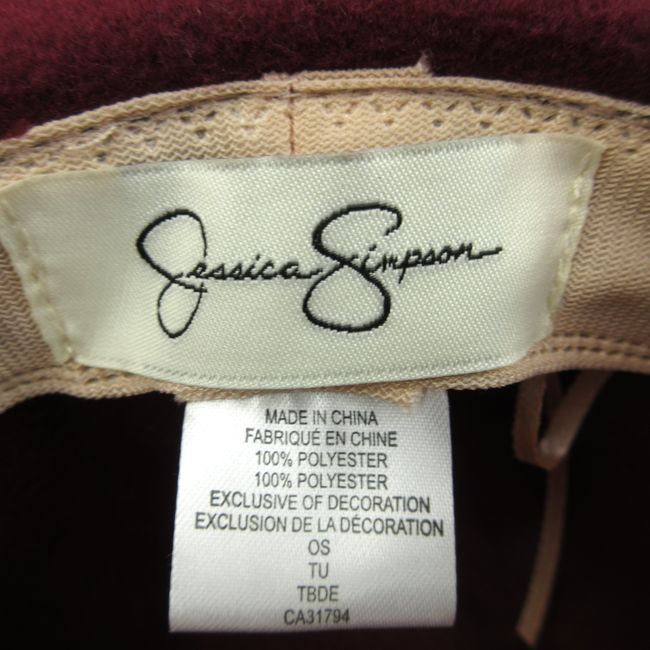 Jessica Simpson
MADE IN CHINA
FABRIQUÉ EN CHINE
100% POLYESTER
100% POLYESTER
EXCLUSIVE OF DECORATION
EXCLUSION DE LA DÉCORATION
OS
TU
TBDE
CA31794